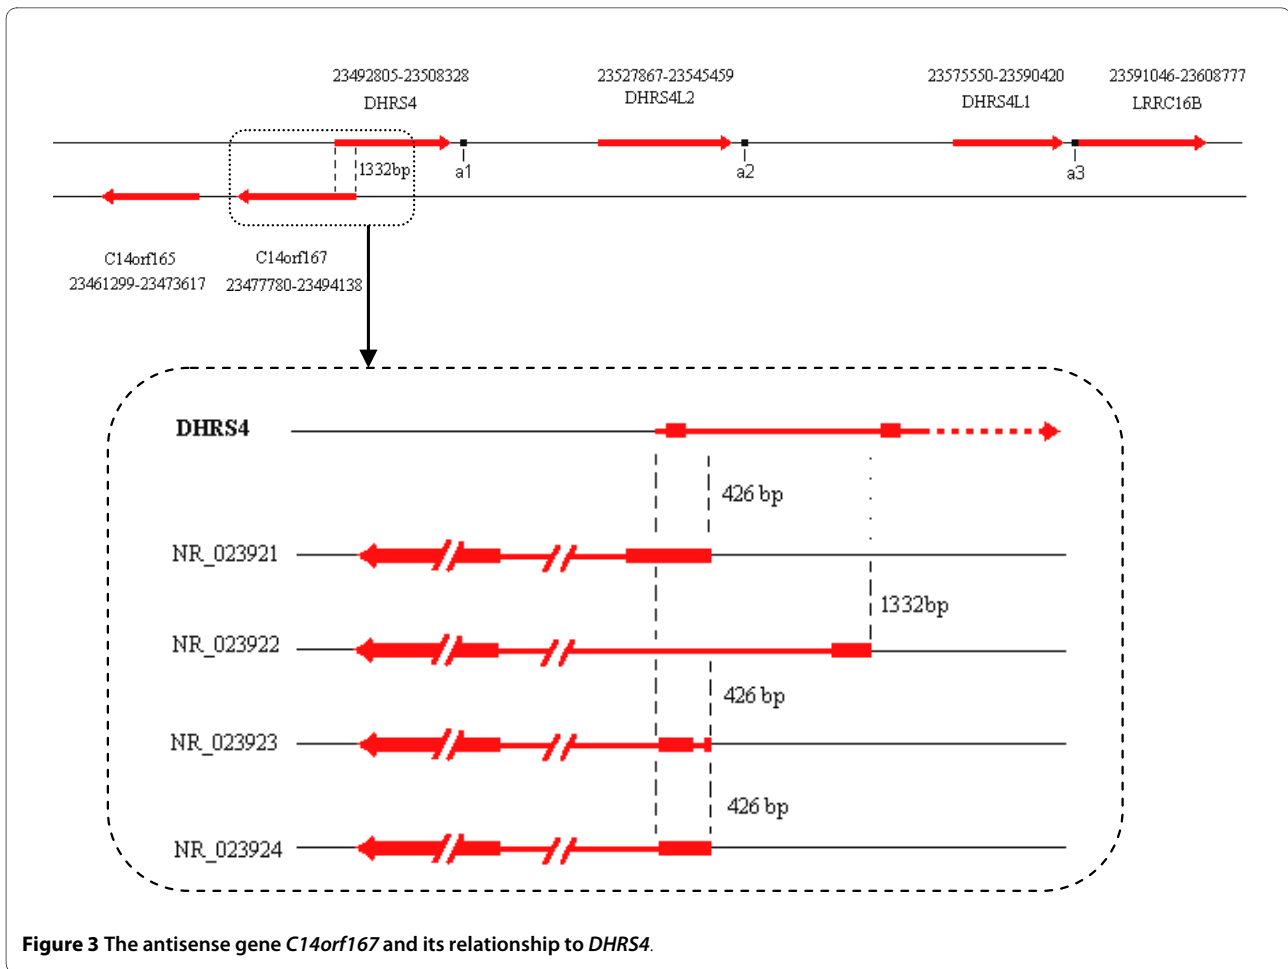 23492805-23508328
DHRS4
23527867-23545459
DHRS4L2
23575550-23590420
DHRS4L1
23591046-23608777
LRRC16B
1332bp
a1
a2
a3
C14orf165
23461299-23473617
C14orf167
23477780-23494138
DHRS4
426 bp
NR_023921
1332bp
NR_023922
426 bp
NR_023923
426 bp
NR_023924
Figure 3 The antisense gene C14orf167 and its relationship to DHRS4.